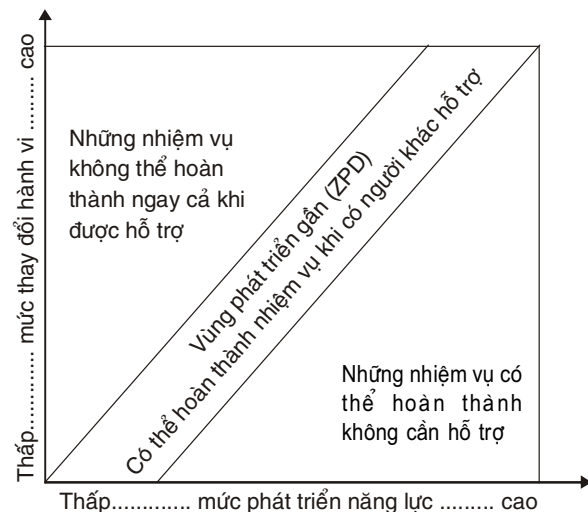 Thấp............. mức thay đổi hành vi .......... cao
Những nhiệm vụ
không thể hoàn
thành ngay cả khi
được hỗ trợ
Vùng phát triển gần (ZPD)
Có thể hoàn thành nhiệm vụ khi có người khác hỗ trợ
Những nhiệm vụ có
thể hoàn thành
không cần hỗ trợ
Thấp............. mức phát triển năng lực ......... cao